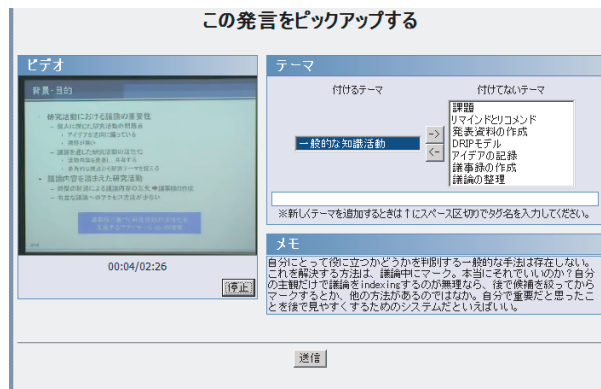 この発言をピックアップする
ビデオ
背景・目的
・ 研究活動における議論の重要性
00:04/02:26
停止
テーマ
付けるテーマ
付けてないテーマ
一般的な知識活動
->
<-
課題
リマインドとリコメンド
発表資料の作成
DRIPモデル
アイデアの記録
議事録の作成
議論の整理
※新しくテーマを追加するときは↑にスペース区切りでタグ名を入力してください。
メモ
自分にとって役に立つかどうかを判別する一般的な手法は存在しない。
これを解決する方法は、議論中にマーク。本当にそれでいいのか？自分
の主観だけで議論をindexingするのが無理なら、後で候補を絞ってから
マークするとか、他の方法があるのではなか。自分で重要だと思ったこ
とを後で見やすくするためのシステムだといえばいい。
送信